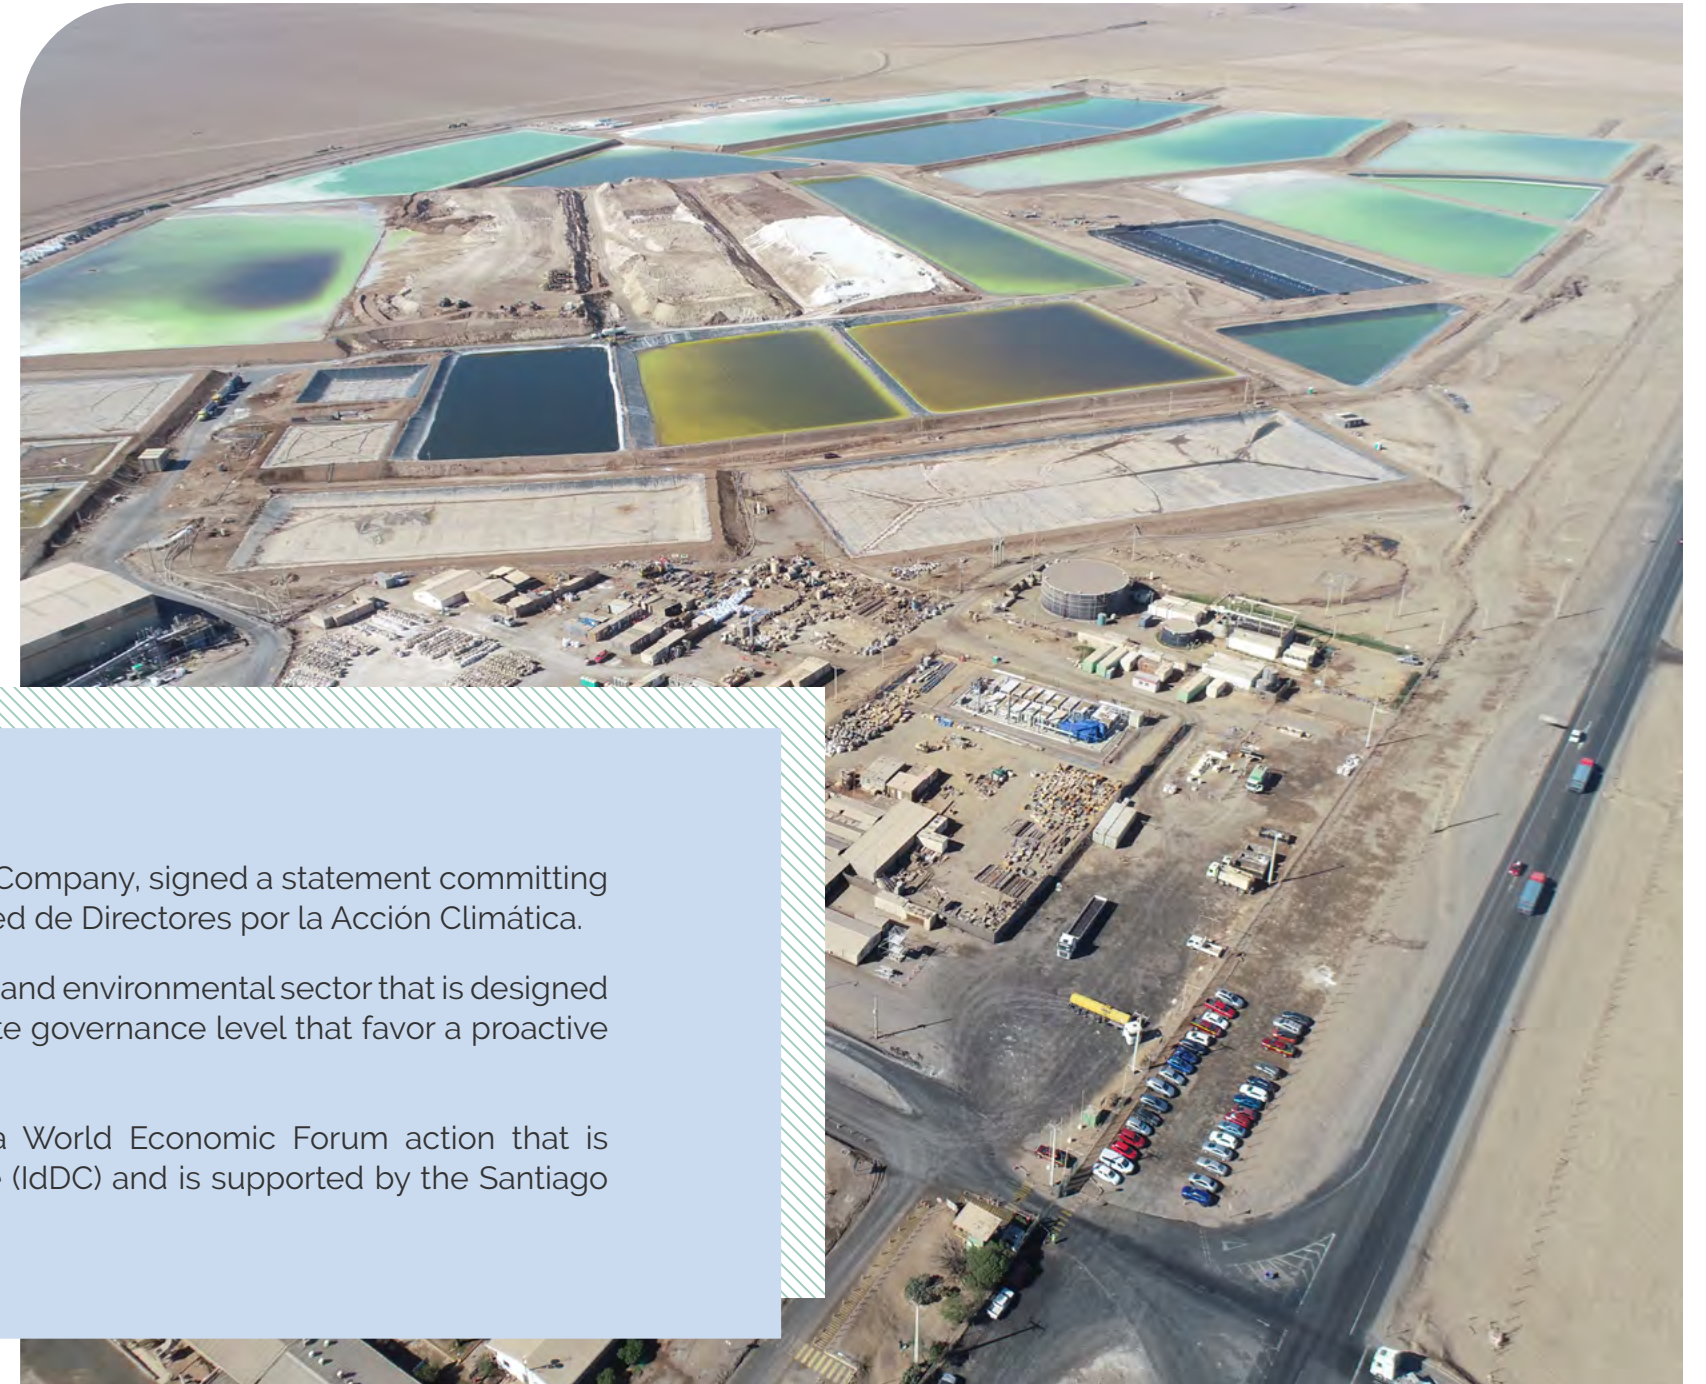 Company, signed a statement committing
ed de Directores por la Acción Climática.
and environmental sector that is designed
te governance level that favor a proactive
a World Economic Forum action that is
e (IdDC) and is supported by the Santiago